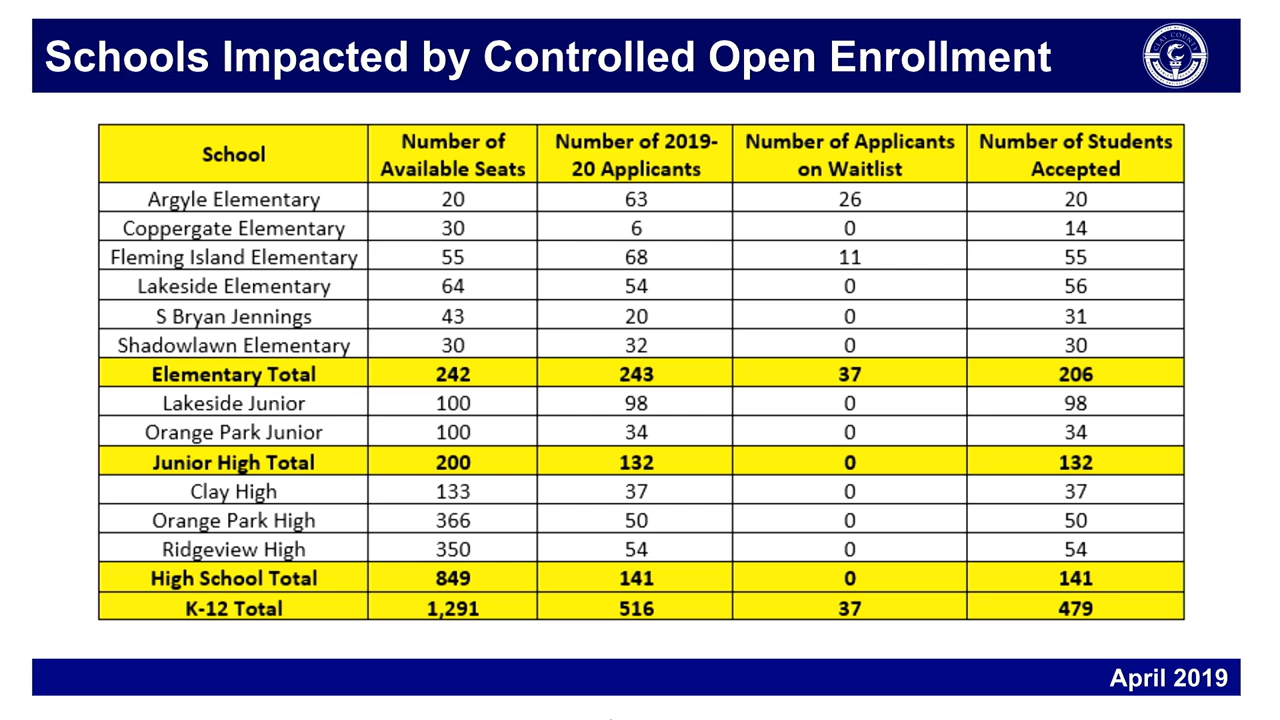 Schools Impacted by Controlled Open Enrollment
CLAY COUNTY
School | Number of Available Seats | Number of 2019-20 Applicants | Number of Applicants on Waitlist | Number of Students Accepted
Argyle Elementary 20 63 26 20
Coppergate Elementary 30 6 0 14
Fleming Island Elementary 55 68 11 55
Lakeside Elementary 64 54 0 56
S Bryan Jennings 43 20 0 31
Shadowlawn Elementary 30 32 0 30
Elementary Total 242 243 37 206
Lakeside Junior 100 98 0 98
Orange Park Junior 100 34 0 34
Junior High Total 200 132 0 132
Clay High 133 37 0 37
Orange Park High 366 50 0 50
Ridgeview High 350 54 0 54
High School Total 849 141 0 141
K-12 Total 1,291 516 37 479
April 2019